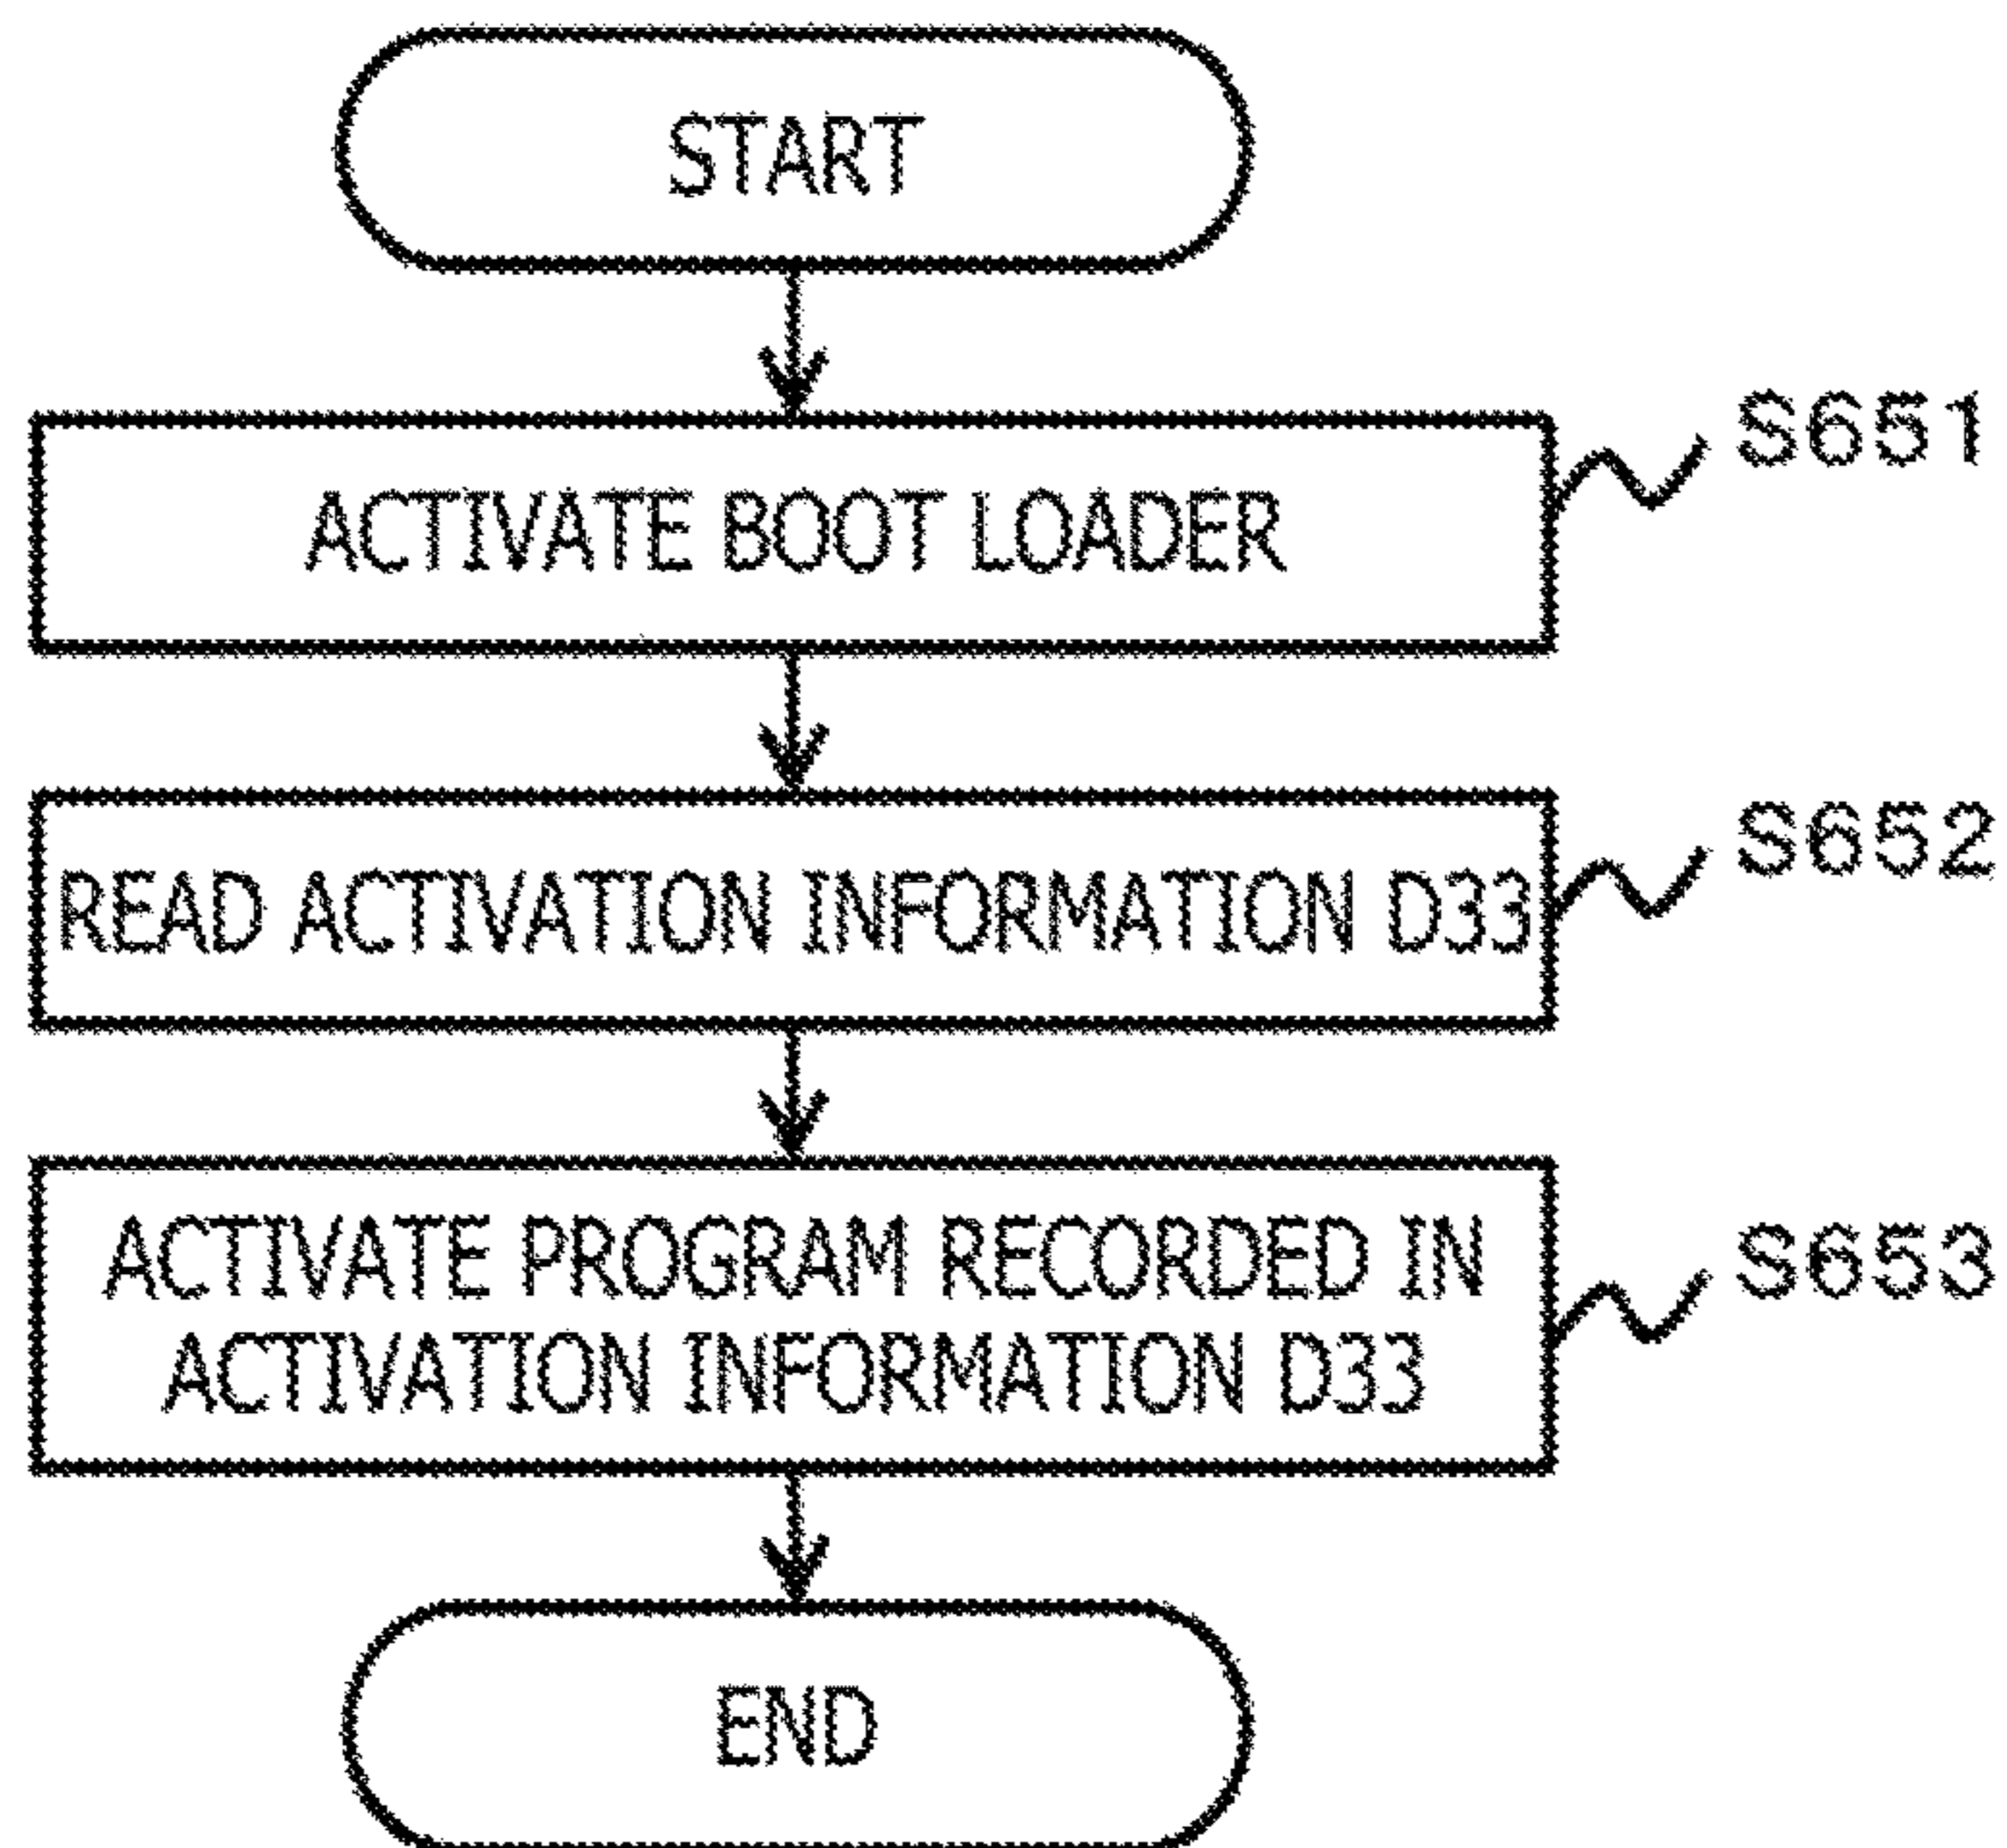 START
ACTIVATE BOOT LOADER
S651
READ ACTIVATION INFORMATION D33
S652
ACTIVATE PROGRAM RECORDED IN
ACTIVATION INFORMATION D33
S653
END